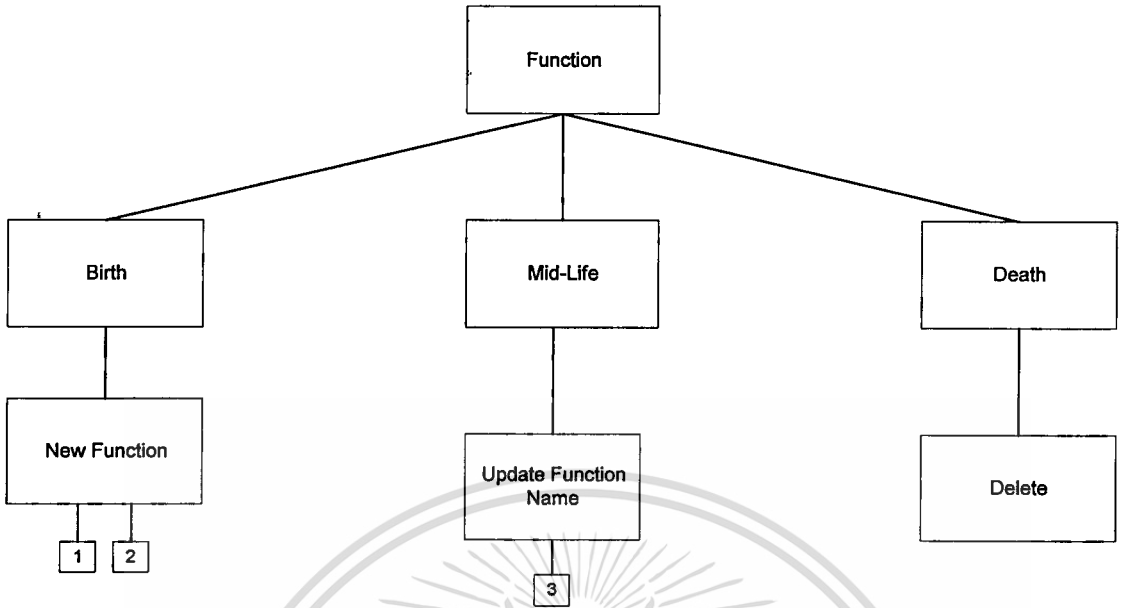 Function
Birth
Mid-Life
Death
New Function
Update Function
Name
Delete
1
2
3